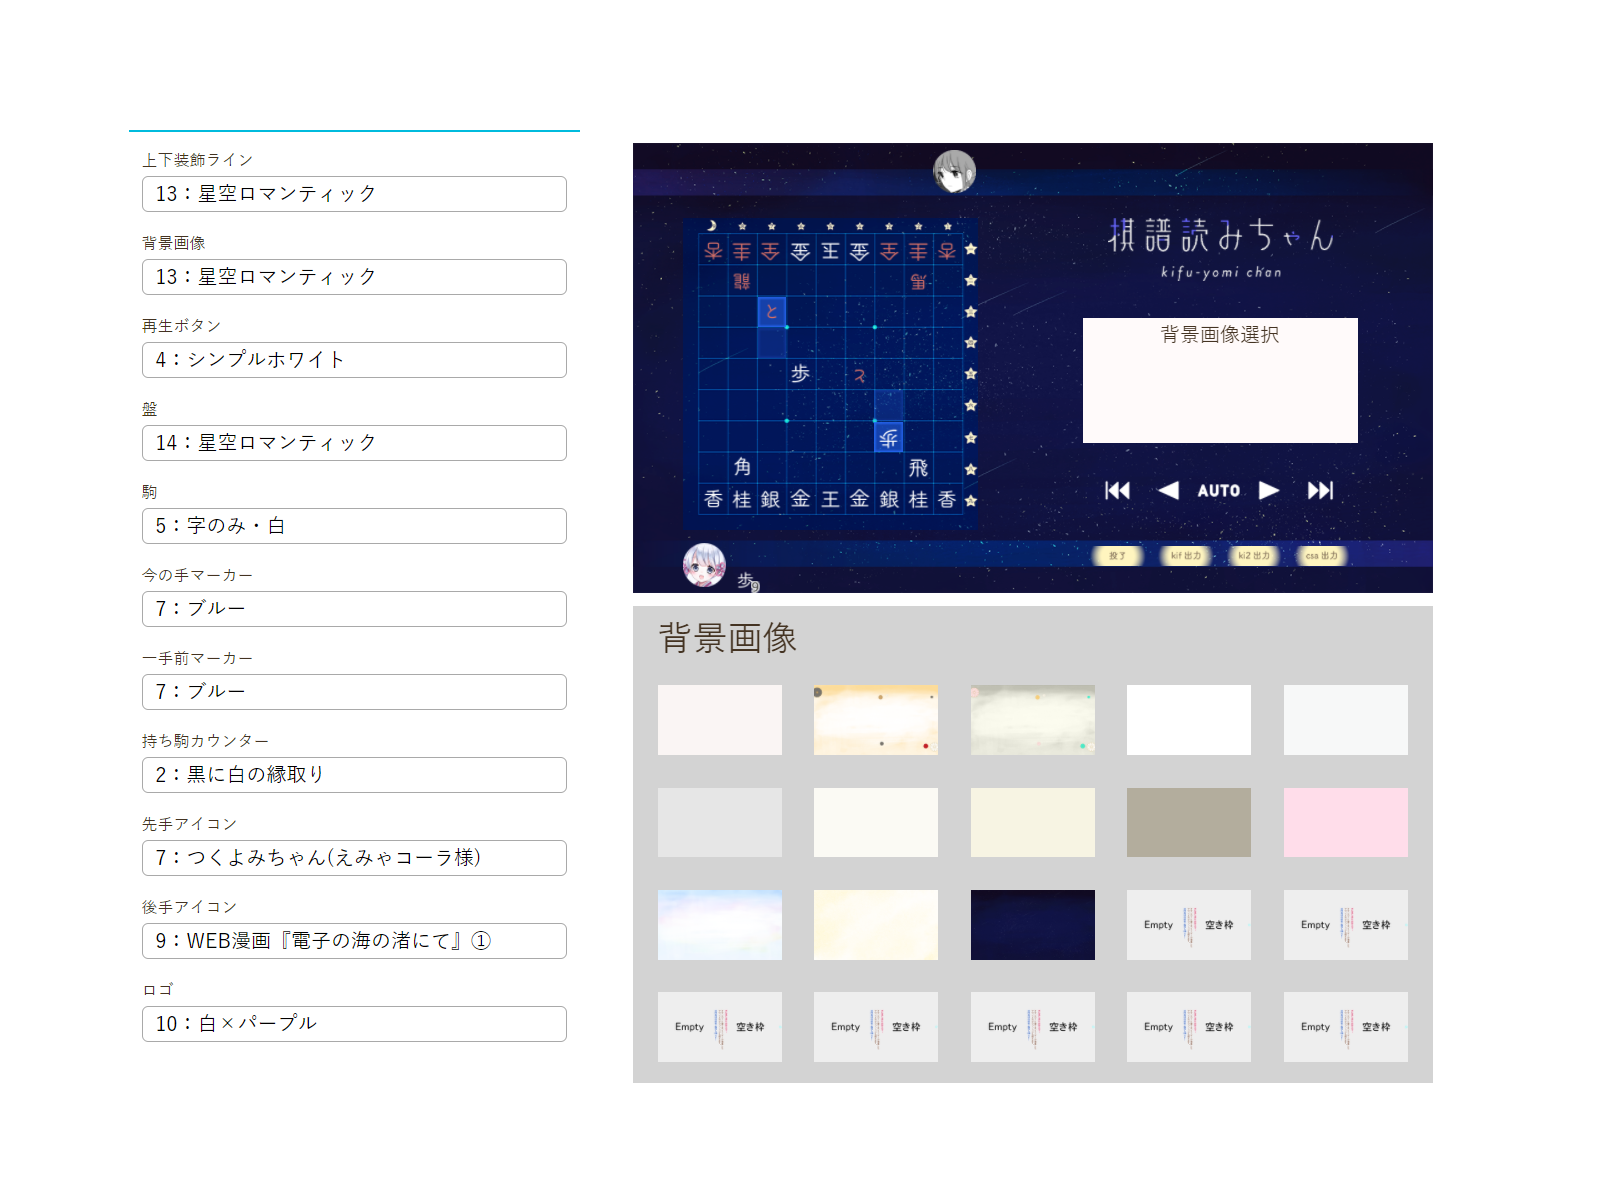 上下装飾ライン
13：星空ロマンティック
背景画像
13：星空ロマンティック
再生ボタン
4：シンプルホワイト
盤
14：星空ロマンティック
駒
5：字のみ・白
今の手マーカー
7：ブルー
一手前マーカー
7：ブルー
持ち駒カウンター
2：黒に白の縁取り
先手アイコン
7：つくよみちゃん(えみゃコーラ様)
後手アイコン
9：WEB漫画『電子の海の渚にて』①
ロゴ
10：白×パープル
棋譜読みちゃん
kifu-yomi chan
背景画像選択
AUTO
投了 kif 出力 ki2 出力 csa 出力
杏 圭 全 金 玉 金 全 圭 杏
龍 馬
と
歩 と
歩
角 飛
香 桂 銀 金 王 金 銀 桂 香
歩9
背景画像
Empty 空き枠 Empty 空き枠
Empty 空き枠 Empty 空き枠 Empty 空き枠 Empty 空き枠 Empty 空き枠